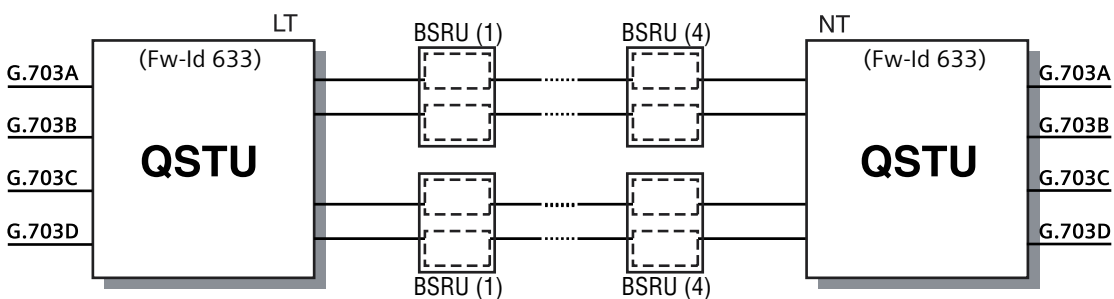 LT
BSRU (1)
BSRU (4)
NT
(Fw-Id 633)
(Fw-Id 633)
G.703A
G.703A
G.703B
G.703B
QSTU
QSTU
G.703C
G.703C
G.703D
G.703D
BSRU (1)
BSRU (4)